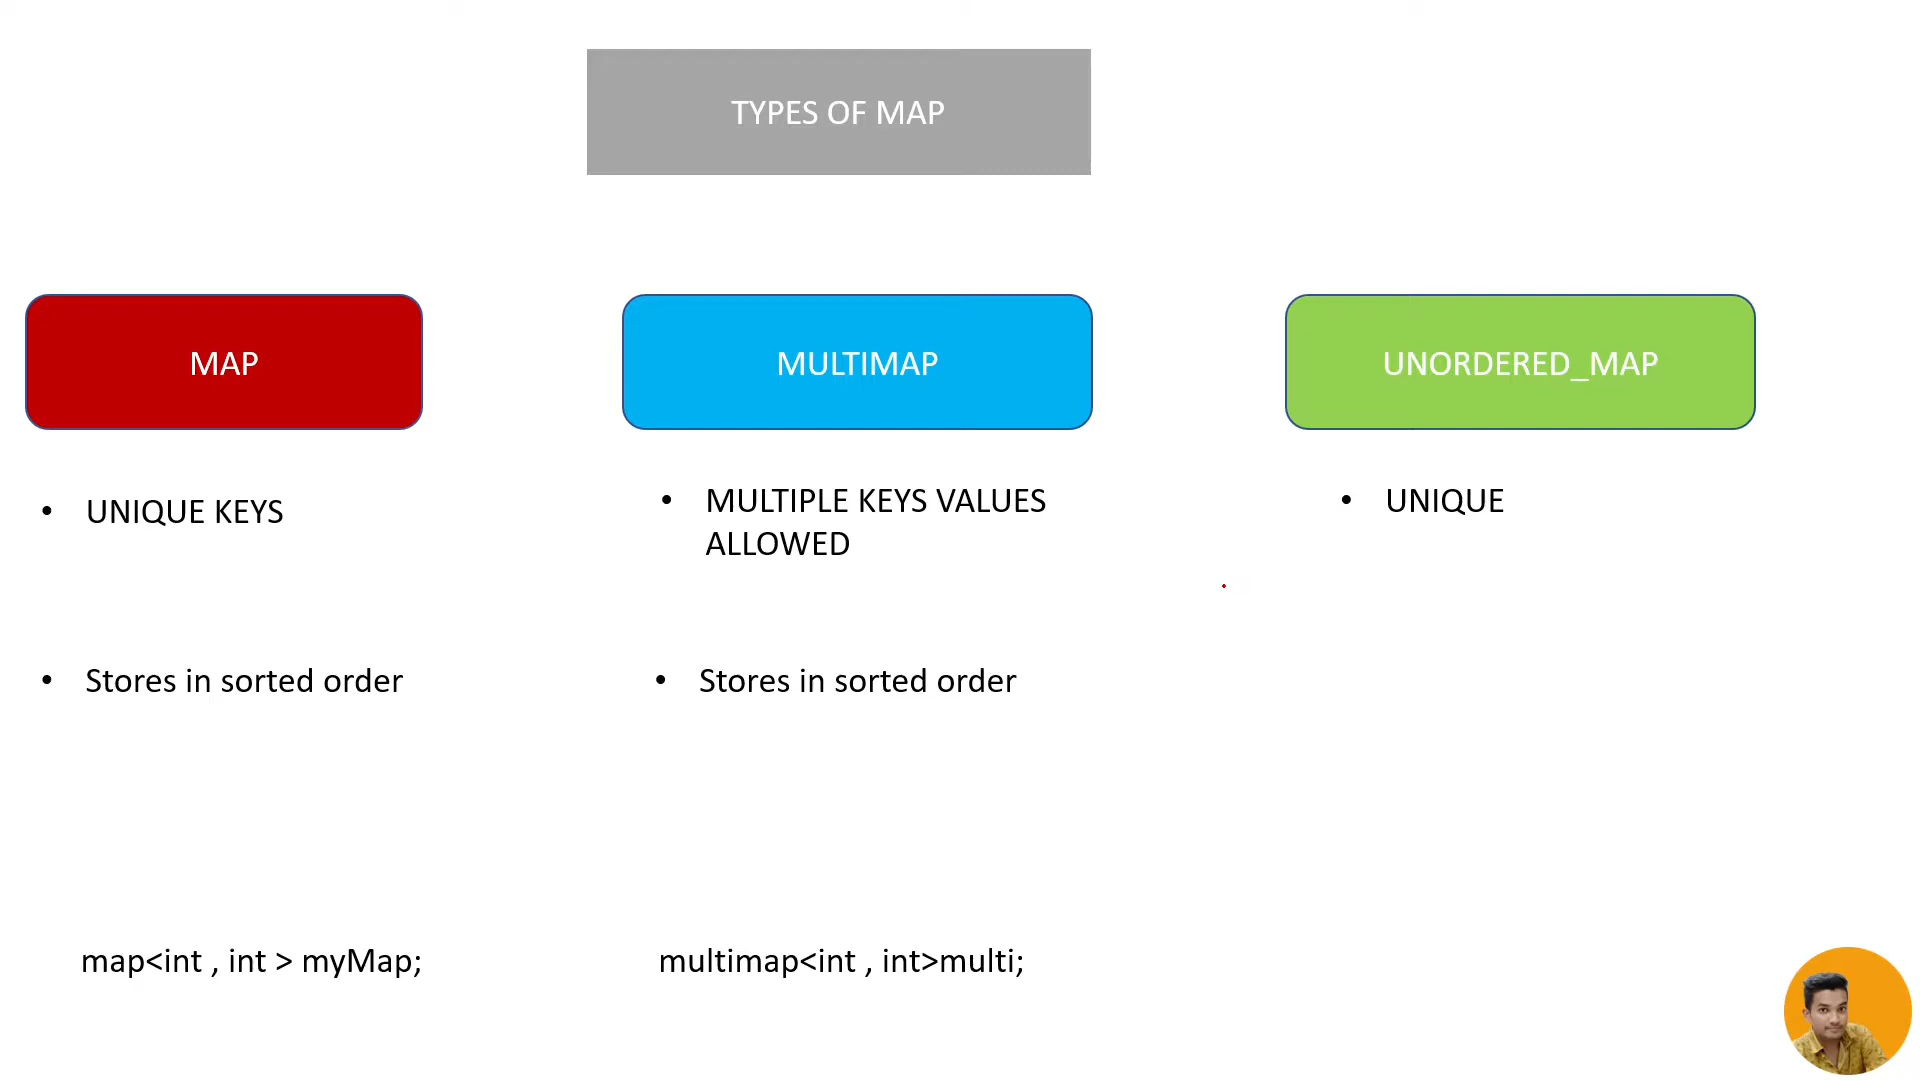 TYPES OF MAP
MAP
MULTIMAP
UNORDERED_MAP
• UNIQUE KEYS
• MULTIPLE KEYS VALUES
ALLOWED
• UNIQUE
• Stores in sorted order
• Stores in sorted order
map<int , int > myMap;
multimap<int , int>multi;